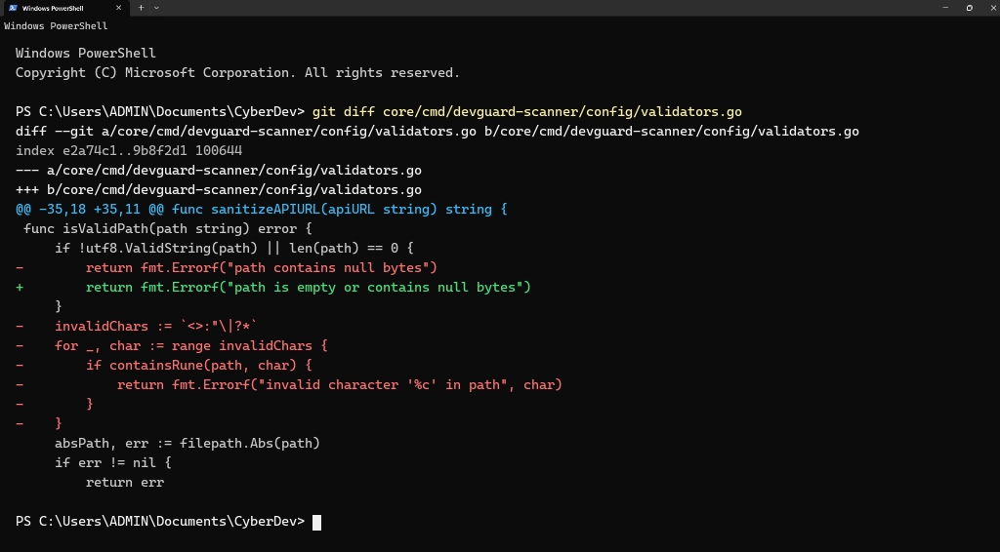 Windows PowerShell
Windows PowerShell
Windows PowerShell
Copyright (C) Microsoft Corporation. All rights reserved.
PS C:\Users\ADMIN\Documents\CyberDev> git diff core/cmd/devguard-scanner/config/validators.go
diff --git a/core/cmd/devguard-scanner/config/validators.go b/core/cmd/devguard-scanner/config/validators.go
index e2a74c1..9b8f2d1 100644
--- a/core/cmd/devguard-scanner/config/validators.go
+++ b/core/cmd/devguard-scanner/config/validators.go
@@ -35,18 +35,11 @@ func sanitizeAPIURL(apiURL string) string {
 func isValidPath(path string) error {
     if !utf8.ValidString(path) || len(path) == 0 {
-        return fmt.Errorf("path contains null bytes")
+        return fmt.Errorf("path is empty or contains null bytes")
     }
-    invalidChars := `<>:"\|?*`
-    for _, char := range invalidChars {
-        if containsRune(path, char) {
-            return fmt.Errorf("invalid character '%c' in path", char)
-        }
-    }
     absPath, err := filepath.Abs(path)
     if err != nil {
         return err
PS C:\Users\ADMIN\Documents\CyberDev>